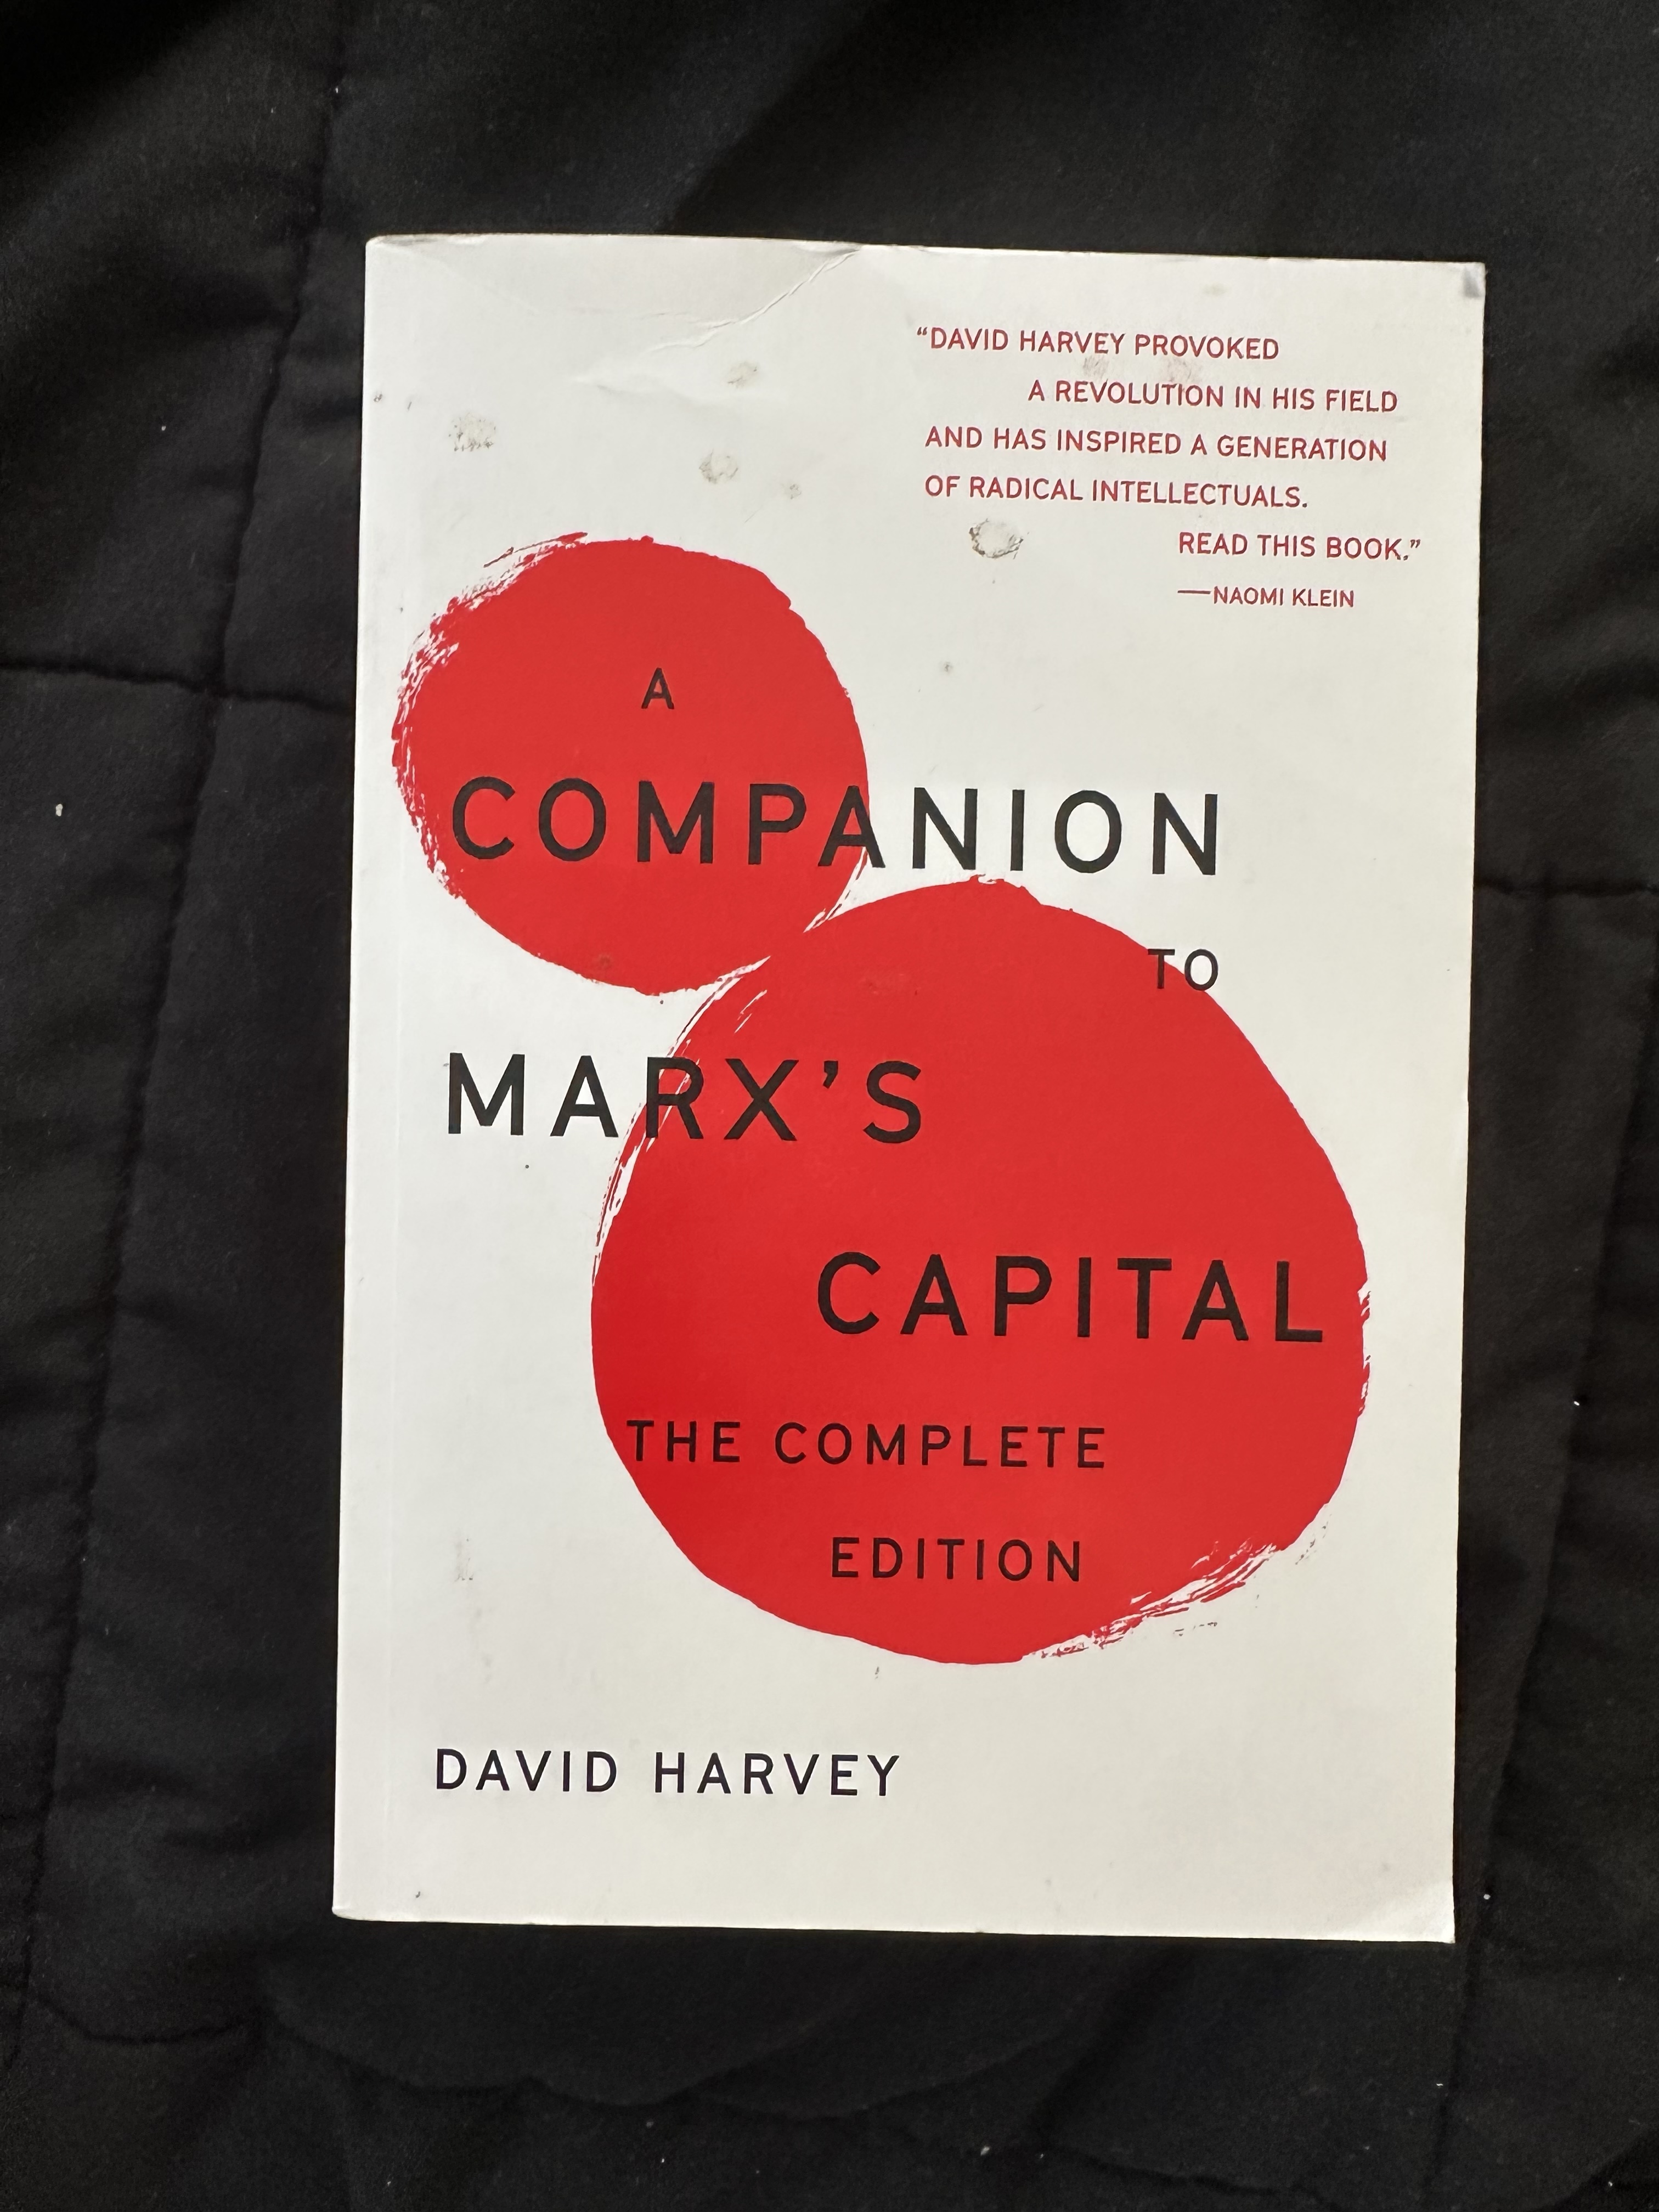 “DAVID HARVEY PROVOKED
A REVOLUTION IN HIS FIELD
AND HAS INSPIRED A GENERATION
OF RADICAL INTELLECTUALS.
READ THIS BOOK.”
—NAOMI KLEIN
A
COMPANION
TO
MARX’S
CAPITAL
THE COMPLETE
EDITION
DAVID HARVEY